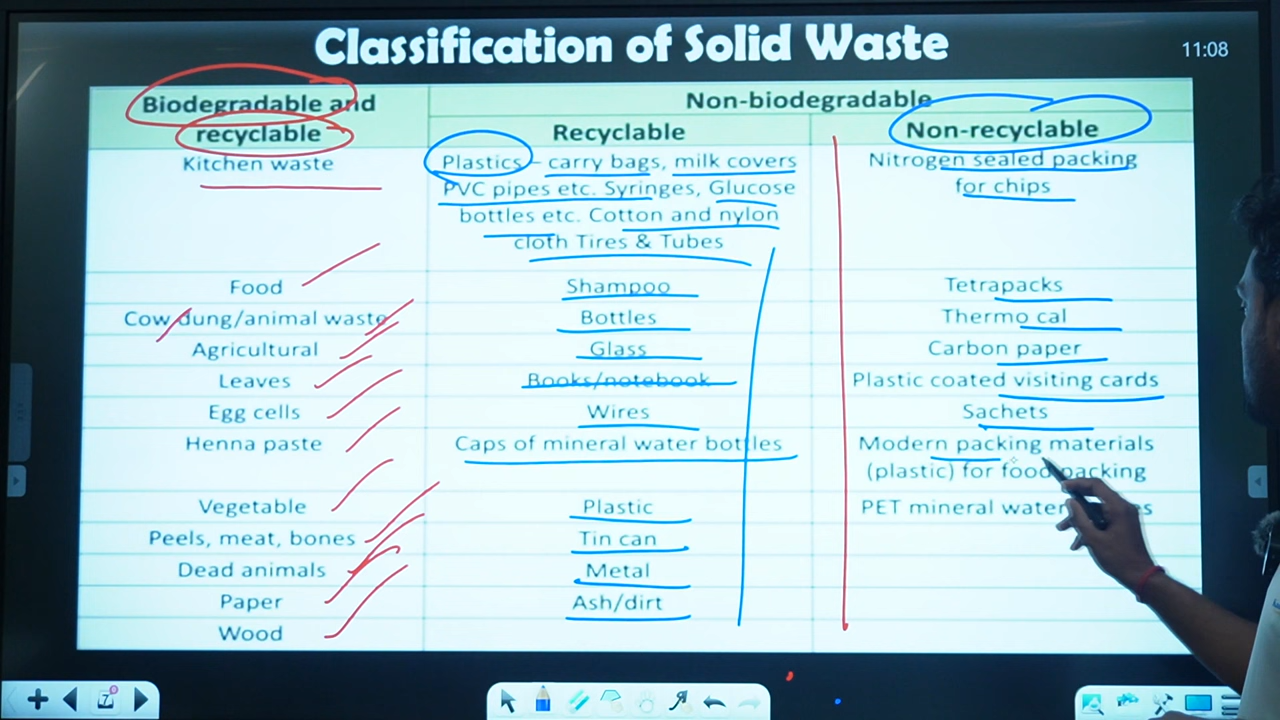 Classification of Solid Waste
11:08
Biodegradable and
recyclable
Non-biodegradable
Recyclable
Non-recyclable
Kitchen waste
Plastics – carry bags, milk covers
PVC pipes etc. Syringes, Glucose
bottles etc. Cotton and nylon
cloth Tires & Tubes
Nitrogen sealed packing
for chips
Food
Shampoo
Tetrapacks
Cow dung/animal waste
Bottles
Thermo cal
Agricultural
Glass
Carbon paper
Leaves
Books/notebook
Plastic coated visiting cards
Egg cells
Wires
Sachets
Henna paste
Caps of mineral water bottles
Modern packing materials
(plastic) for food packing
Vegetable
Plastic
PET mineral water
Peels, meat, bones
Tin can
Dead animals
Metal
Paper
Ash/dirt
Wood